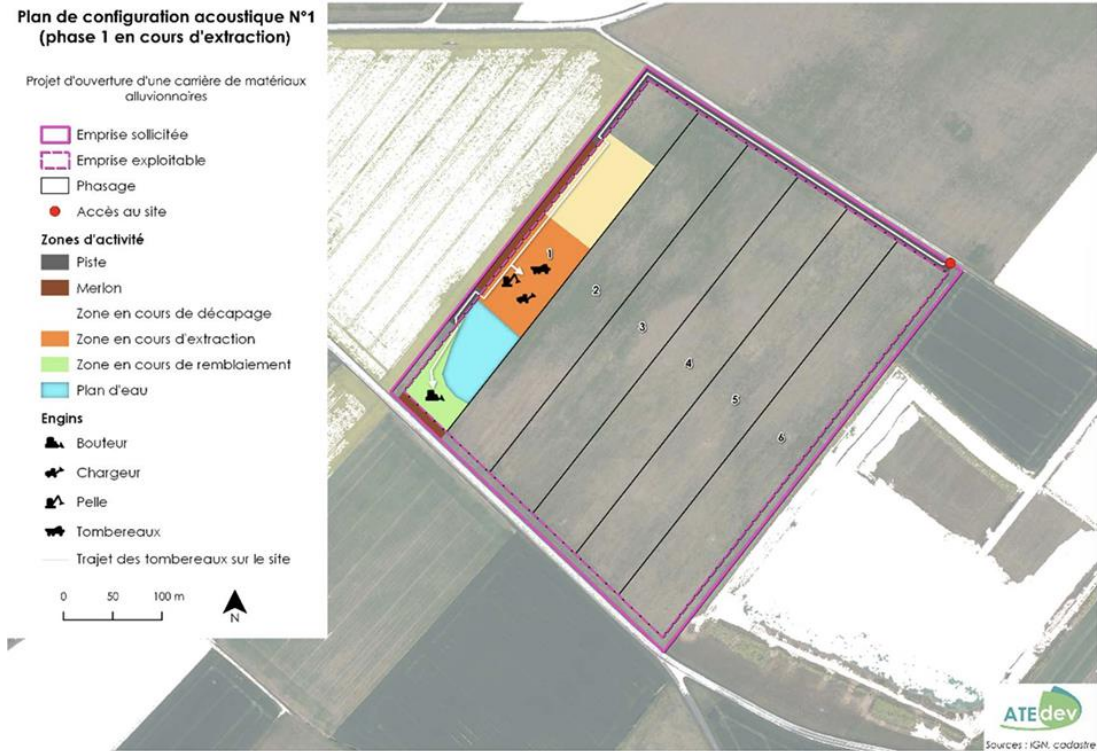 Plan de configuration acoustique N°1
(phase 1 en cours d'extraction)
Projet d'ouverture d'une carrière de matériaux
alluvionnaires
Emprise sollicitée
Emprise exploitable
Phasage
Accès au site
Zones d'activité
Piste
Merlon
Zone en cours de décapage
Zone en cours d'extraction
Zone en cours de remblaiement
Plan d'eau
Engins
Bouteur
Chargeur
Pelle
Tombereaux
Trajet des tombereaux sur le site
0 50 100 m
N
1
2
3
4
5
6
ATEdev
Sources : IGN, cadastre